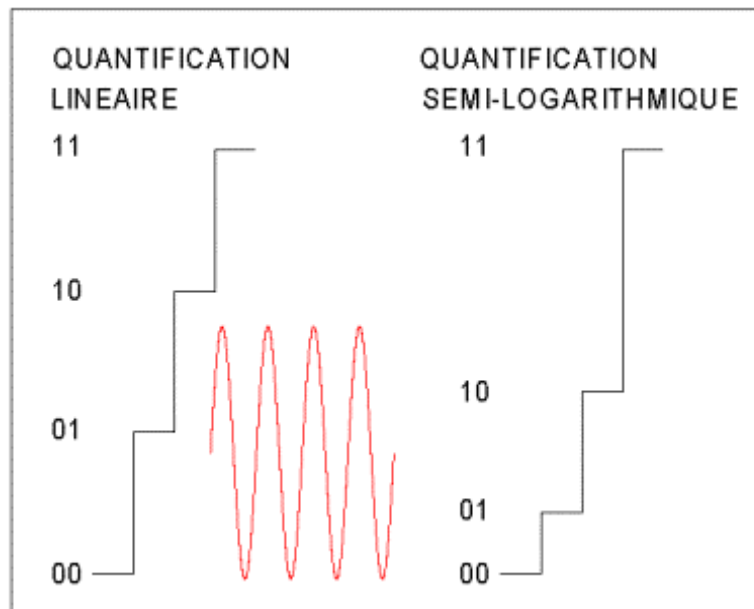 QUANTIFICATION
LINEAIRE
11
10
01
00
QUANTIFICATION
SEMI-LOGARITHMIQUE
11
10
01
00